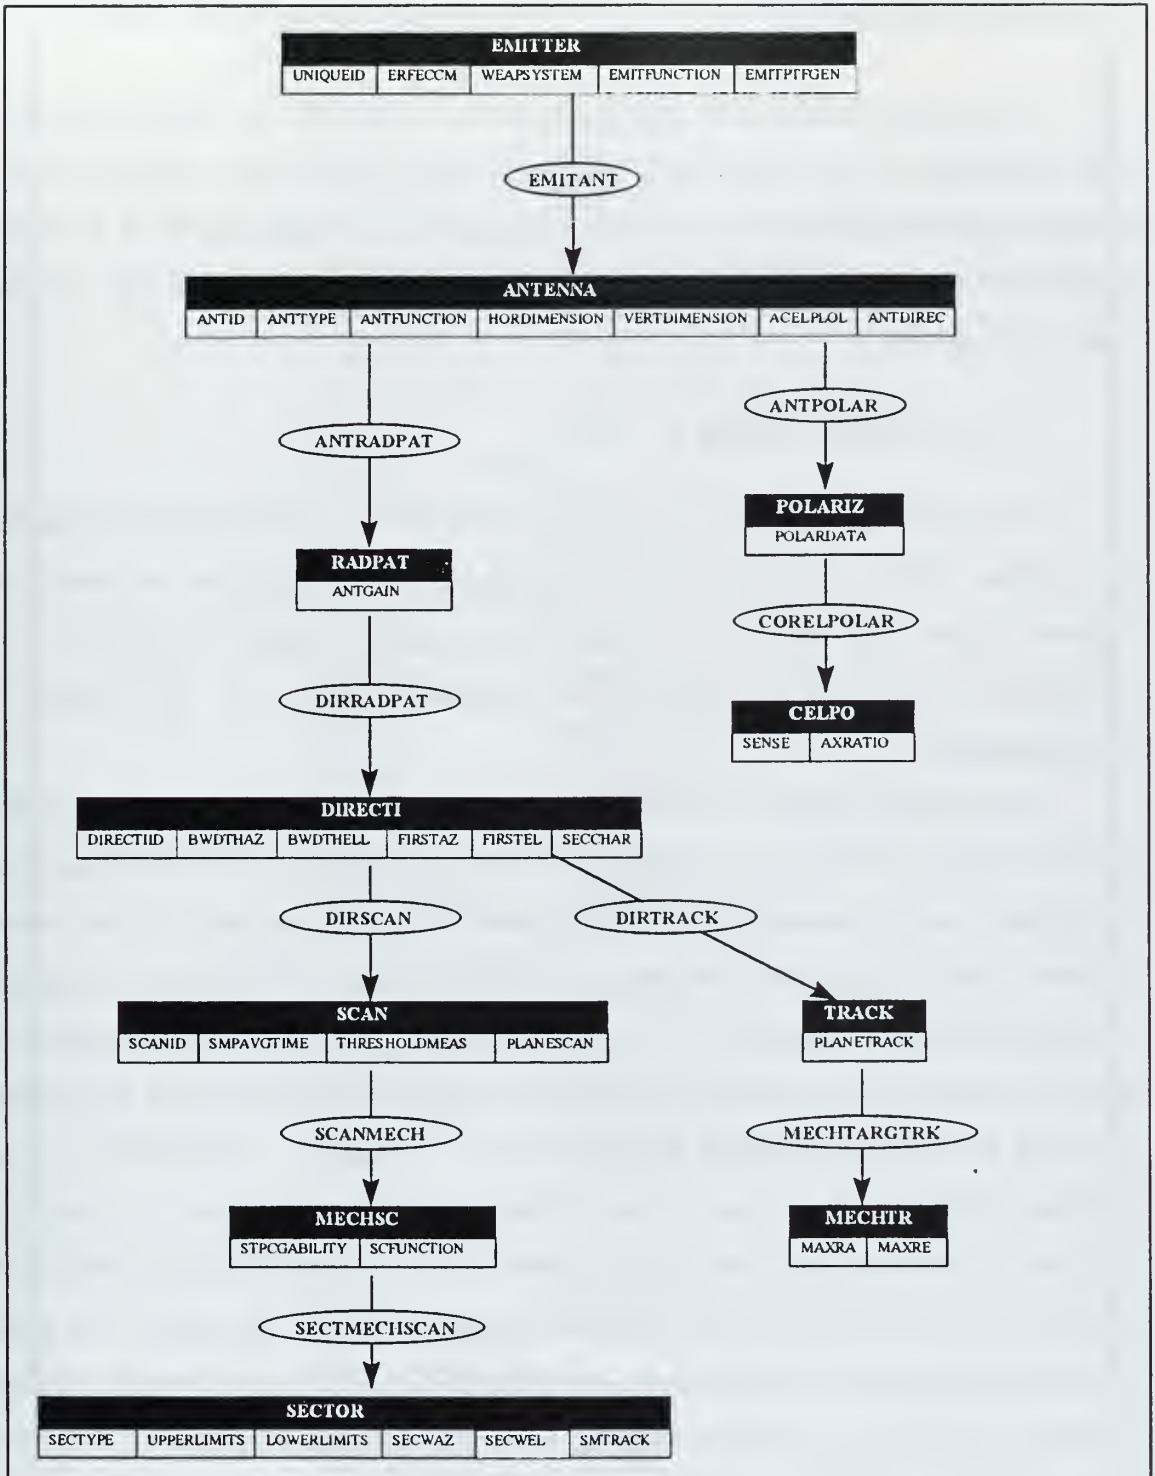 EMITTER
UNIQUEID ERFECCM WEAPSYSTEM EMITFUNCTION EMITPTFGEN
EMITANT
ANTENNA
ANTID ANTTYPE ANTFUNCTION HORDIMENSION VERTDIMENSION ACELPLOL ANTDIREC
ANTPOLAR
ANTRADPAT
POLARIZ
POLARDATA
RADPAT
ANTGAIN
CORELPOLAR
DIRRADPAT
CELPO
SENSE AXRATIO
DIRECTI
DIRECTIID BWDTHAZ BWDTHELL FIRSTAZ FIRSTEL SECCHAR
DIRSCAN DIRTRACK
SCAN TRACK
SCANID SMPAVGTIME THRESHOLDMEAS PLANESCAN PLANETRACK
SCANMECH MECHTARGTRK
MECHSC MECHTR
STPCGABILITY SCFUNCTION MAXRA MAXRE
SECTMECHSCAN
SECTOR
SECTYPE UPPERLIMITS LOWERLIMITS SECWAZ SECWEL SMTRACK